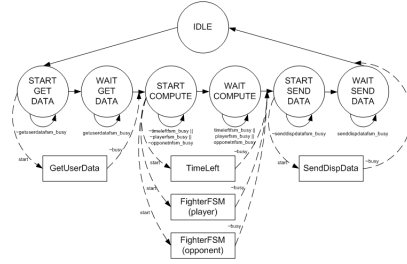 IDLE
START
GET
DATA
WAIT
GET
DATA
START
COMPUTE
WAIT
COMPUTE
START
SEND
DATA
WAIT
SEND
DATA
~getuserdatafsm_busy
getuserdatafsm_busy
~timeleftfsm_busy ||
~playerfsm_busy ||
~opponetnfsm_busy
timeleftfsm_busy ||
playerfsm_busy ||
opponetnfsm_busy
~senddispdatafsm_busy
senddispdatafsm_busy
start
GetUserData
~busy
start
TimeLeft
~busy
start
SendDispData
~busy
start
FighterFSM
(player)
~busy
start
FighterFSM
(opponent)
~busy